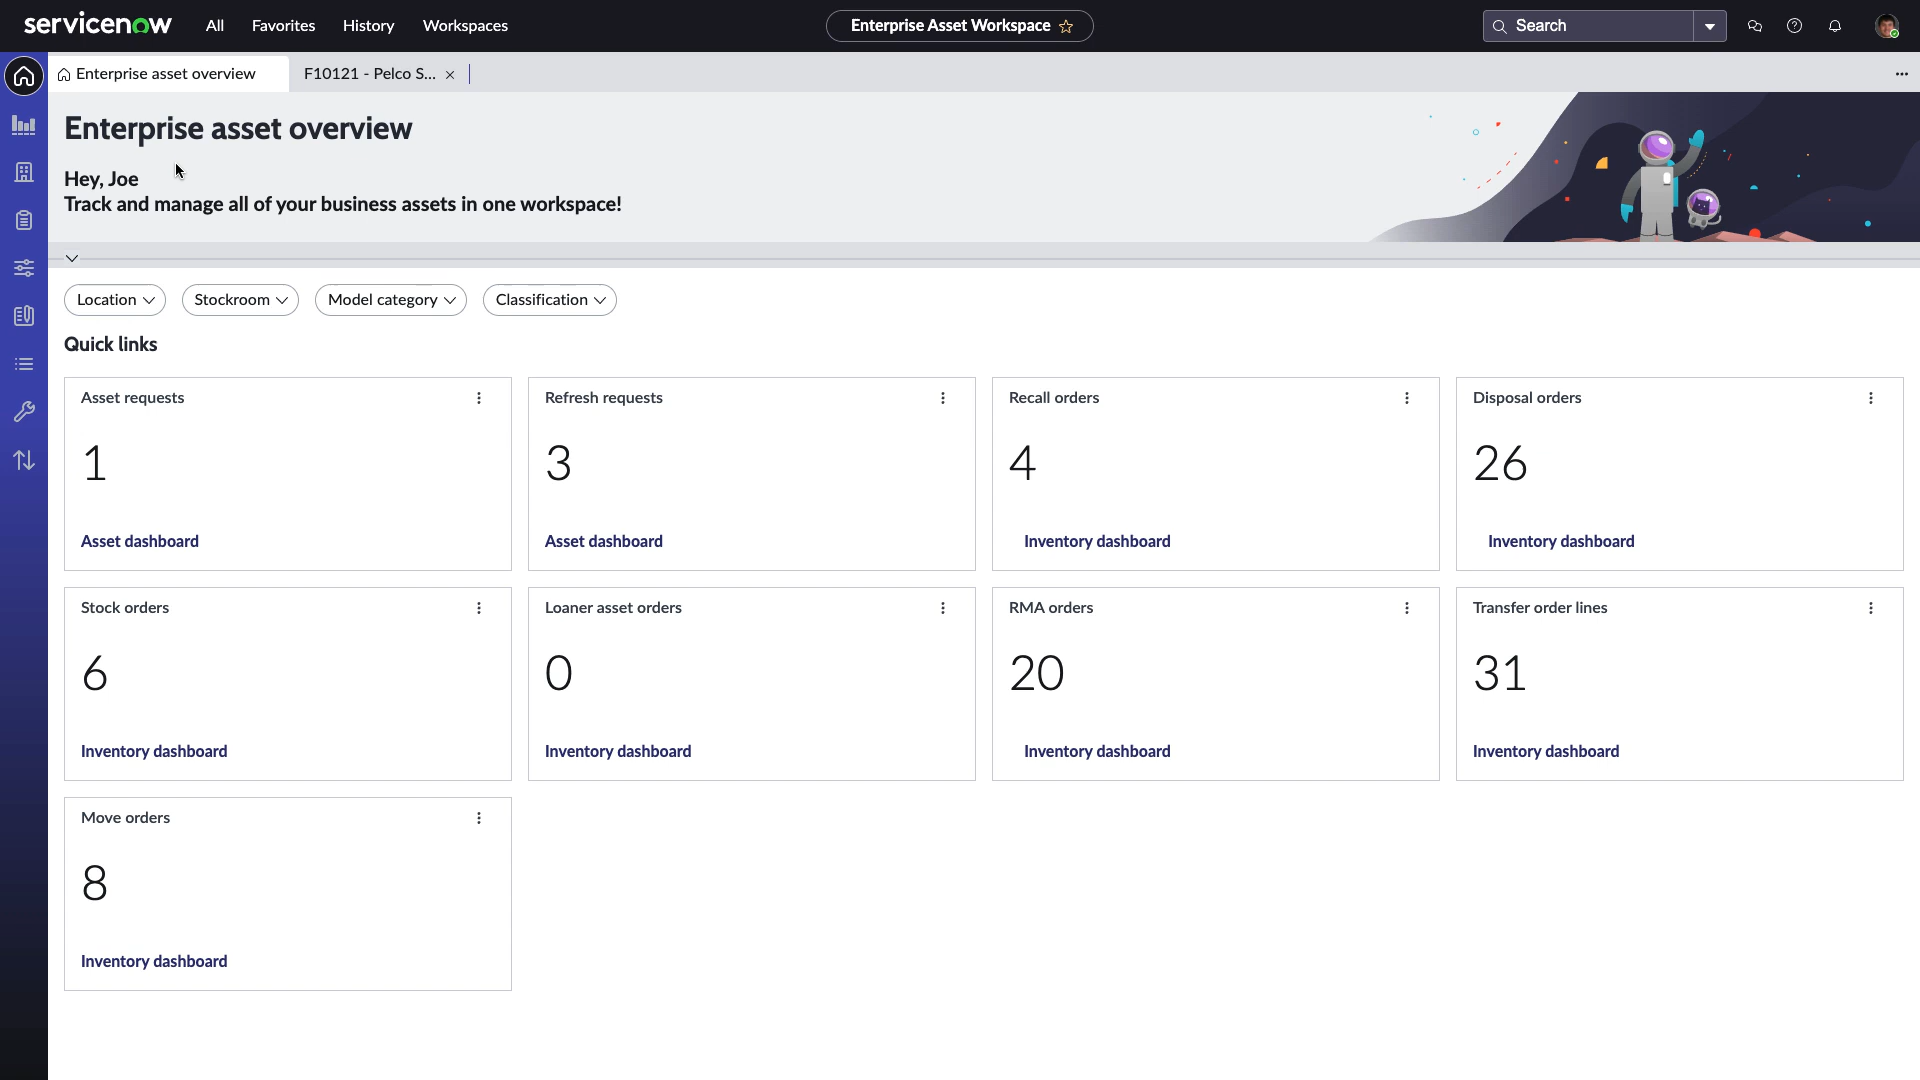 servicenow All Favorites History Workspaces Enterprise Asset Workspace Search
Enterprise asset overview F10121 - Pelco S...
Enterprise asset overview
Hey, Joe
Track and manage all of your business assets in one workspace!
Location Stockroom Model category Classification
Quick links
Asset requests
1
Asset dashboard
Refresh requests
3
Asset dashboard
Recall orders
4
Inventory dashboard
Disposal orders
26
Inventory dashboard
Stock orders
6
Inventory dashboard
Loaner asset orders
0
Inventory dashboard
RMA orders
20
Inventory dashboard
Transfer order lines
31
Inventory dashboard
Move orders
8
Inventory dashboard